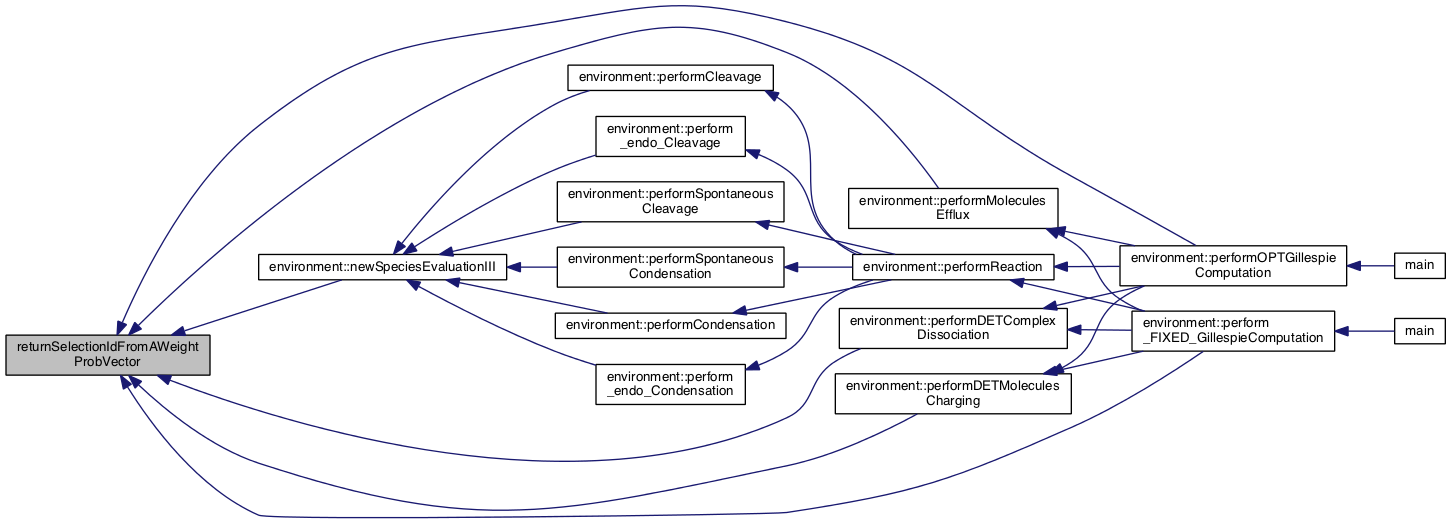 environment::performCleavage
environment::perform
_endo_Cleavage
environment::performSpontaneous
Cleavage
environment::performMolecules
Efflux
environment::newSpeciesEvaluationIII
environment::performSpontaneous
Condensation
environment::performReaction
environment::performOPTGillespie
Computation
main
environment::performCondensation
environment::performDETComplex
Dissociation
environment::perform
_FIXED_GillespieComputation
main
returnSelectionIdFromAWeight
ProbVector
environment::perform
_endo_Condensation
environment::performDETMolecules
Charging